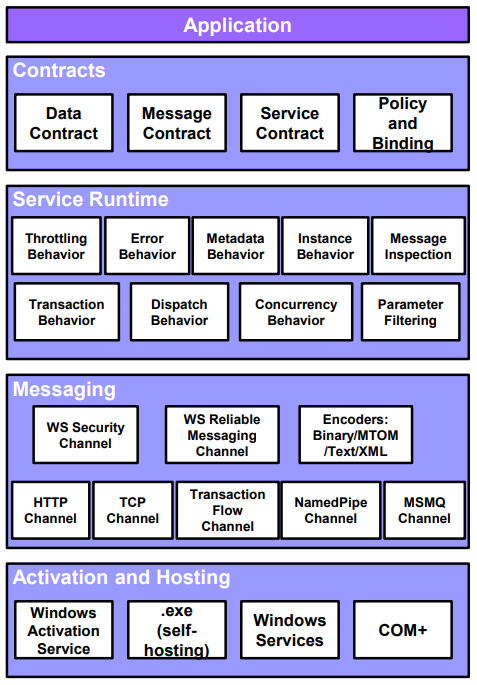 Application
Contracts
Data
Contract
Message
Contract
Service
Contract
Policy
and
Binding
Service Runtime
Throttling
Behavior
Error
Behavior
Metadata
Behavior
Instance
Behavior
Message
Inspection
Transaction
Behavior
Dispatch
Behavior
Concurrency
Behavior
Parameter
Filtering
Messaging
WS Security
Channel
WS Reliable
Messaging
Channel
Encoders:
Binary/MTOM
/Text/XML
HTTP
Channel
TCP
Channel
Transaction
Flow
Channel
NamedPipe
Channel
MSMQ
Channel
Activation and Hosting
Windows
Activation
Service
.exe
(self-
hosting)
Windows
Services
COM+